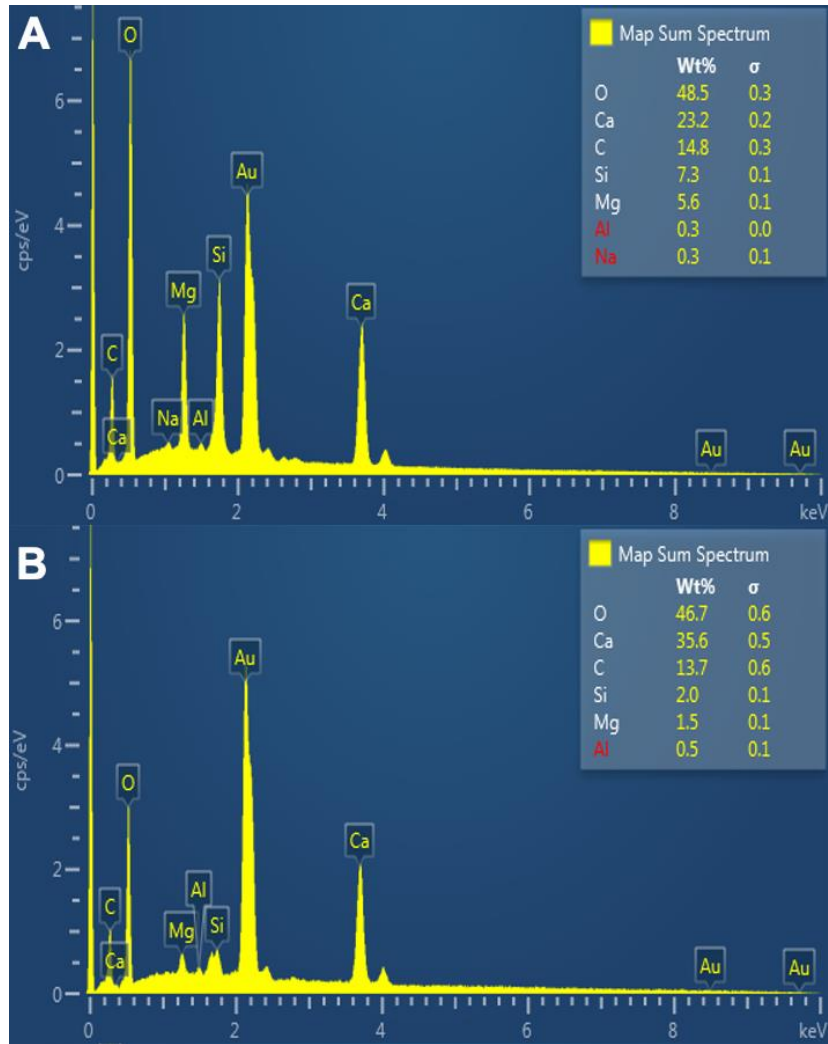 A
Map Sum Spectrum
Wt% σ
O 48.5 0.3
Ca 23.2 0.2
C 14.8 0.3
Si 7.3 0.1
Mg 5.6 0.1
Al 0.3 0.0
Na 0.3 0.1
O
Au
Si
Mg
Ca
C
Na
Al
Ca
Au
Au
6
4
2
0
cps/eV
0 2 4 6 8 keV
B
Map Sum Spectrum
Wt% σ
O 46.7 0.6
Ca 35.6 0.5
C 13.7 0.6
Si 2.0 0.1
Mg 1.5 0.1
Al 0.5 0.1
Au
O
Ca
Al
C
Mg
Si
Ca
Au
Au
6
4
2
0
cps/eV
0 2 4 6 8 keV